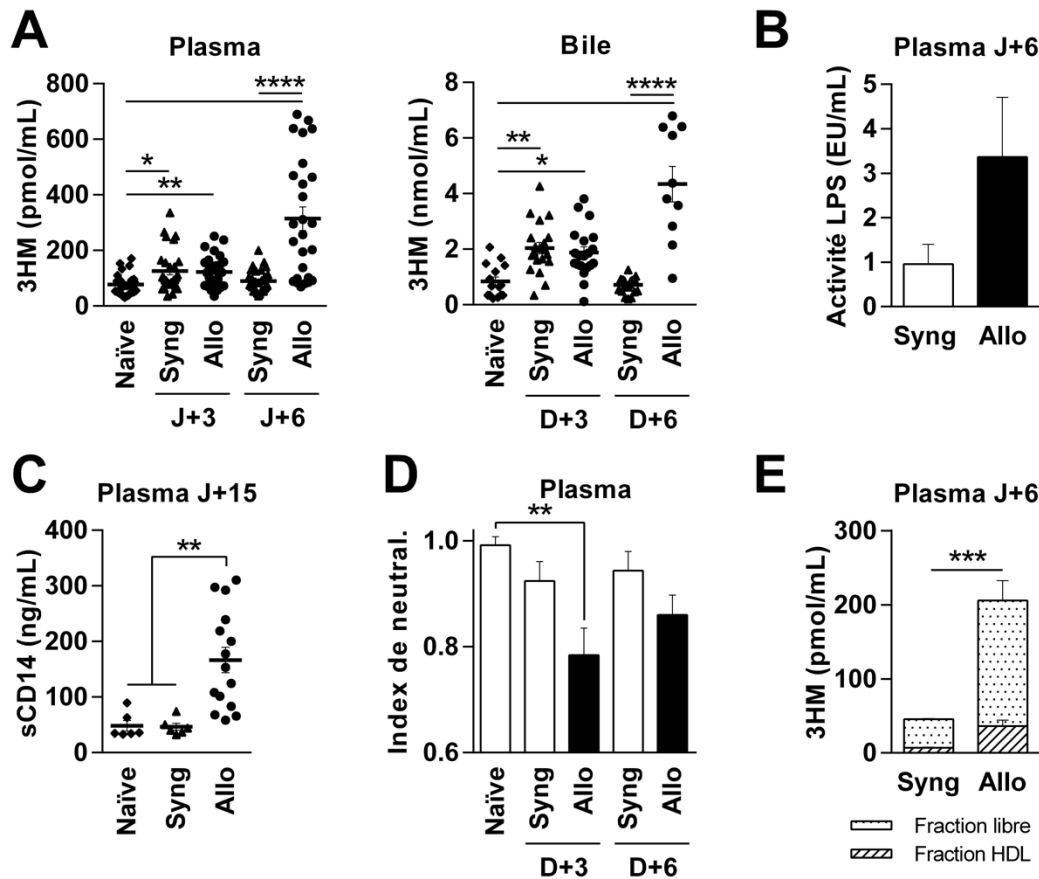 A
Plasma
3HM (pmol/mL)
800
600
400
200
0
****
*
**
Naïve
Syng
Allo
Syng
Allo
J+3
J+6
Bile
3HM (nmol/mL)
8
6
4
2
0
****
**
*
Naïve
Syng
Allo
Syng
Allo
D+3
D+6
B
Plasma J+6
Activité LPS (EU/mL)
5
4
3
2
1
0
Syng
Allo
C
Plasma J+15
sCD14 (ng/mL)
400
300
200
100
0
**
Naïve
Syng
Allo
D
Plasma
Index de neutral.
1.0
0.8
0.6
**
Naïve
Syng
Allo
Syng
Allo
D+3
D+6
E
Plasma J+6
3HM (pmol/mL)
300
200
100
0
***
Syng
Allo
Fraction libre
Fraction HDL